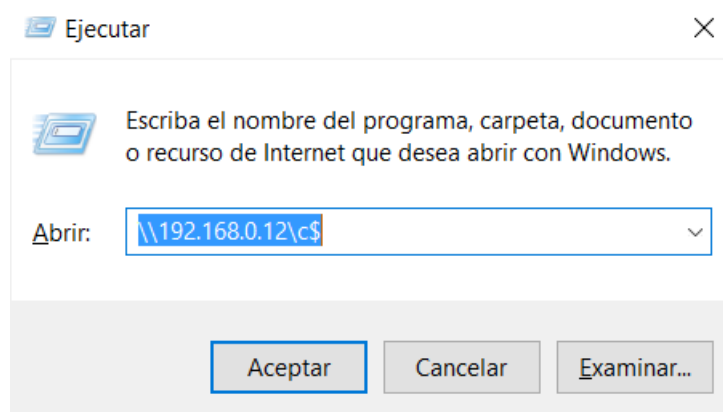 Ejecutar
Escriba el nombre del programa, carpeta, documento
o recurso de Internet que desea abrir con Windows.
Abrir: \\192.168.0.12\c$
Aceptar Cancelar Examinar...